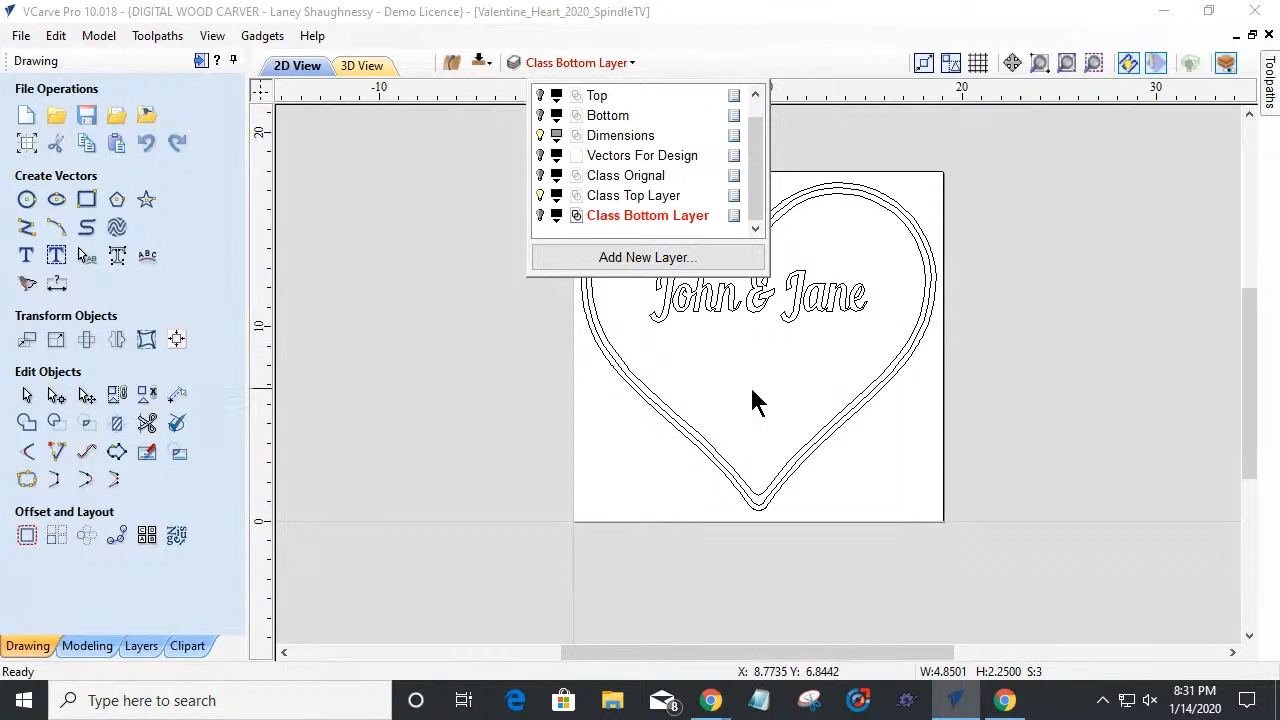 VCarve Pro 10.018 - {DIGITAL WOOD CARVER - Laney Shaughnessy - Demo Licence} - [Valentine_Heart_2020_SpindleTV]
File Edit Model Toolpaths View Gadgets Help
Drawing
2D View 3D View Class Bottom Layer
Toolpaths
File Operations
Create Vectors
Transform Objects
Edit Objects
Offset and Layout
-10 0 20 30
20
10
0
Top
Bottom
Dimensions
Vectors For Design
Class Orignal
Class Top Layer
Class Bottom Layer
Add New Layer...
John & Jane
Drawing Modeling Layers Clipart
Ready X: 8.7735 Y: 6.8442 W:4.8501 H:2.2500 S:3
Type here to search
8
8:31 PM
1/14/2020